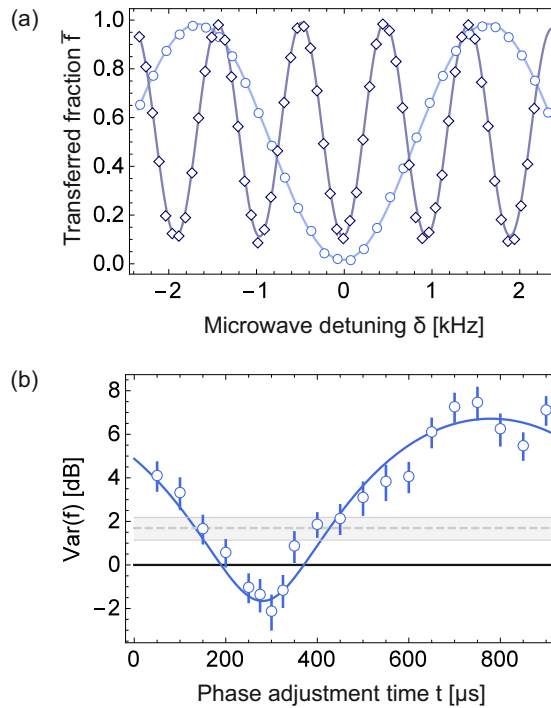 (a)
Transferred fraction f̅
1.0
0.8
0.6
0.4
0.2
0.0
−2 −1 0 1 2
Microwave detuning δ [kHz]
(b)
Var(f) [dB]
8
6
4
2
0
−2
0 200 400 600 800
Phase adjustment time t [μs]